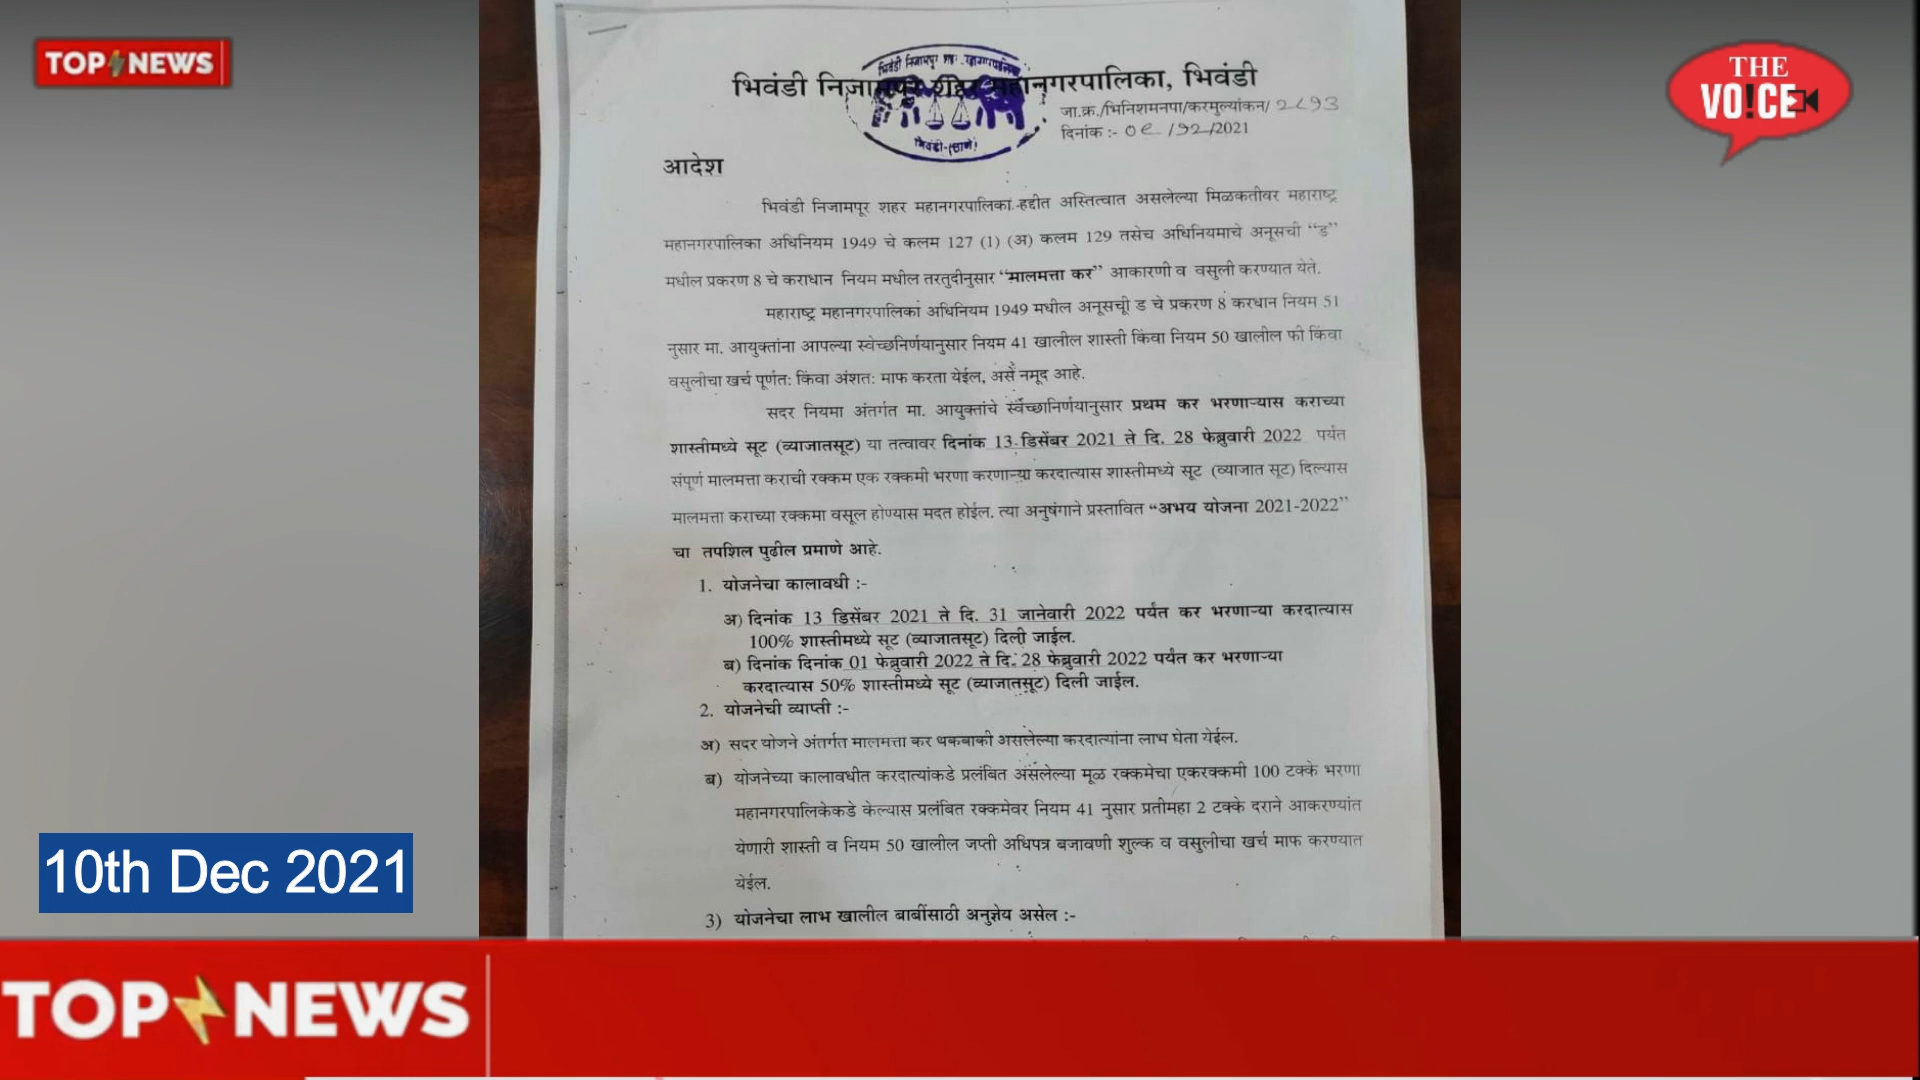 TOP NEWS
THE
VO!CE
भिवंडी निजामपूर शहर महानगरपालिका, भिवंडी
जा.क्र./भिनिशमनपा/करमुल्यांकन/ २८९३
दिनांक :- ०९ /१२/2021
भिवंडी-(ठाणे)
आदेश
भिवंडी निजामपूर शहर महानगरपालिका हद्दीत अस्तित्वात असलेल्या मिळकतीवर महाराष्ट्र
महानगरपालिका अधिनियम 1949 चे कलम 127 (1) (अ) कलम 129 तसेच अधिनियमाचे अनूसची “ड”
मधील प्रकरण 8 चे कराधान नियम मधील तरतुदीनुसार “मालमत्ता कर” आकारणी व वसुली करण्यात येते.
महाराष्ट्र महानगरपालिका अधिनियम 1949 मधील अनूसची ड चे प्रकरण 8 करधान नियम 51
नुसार मा. आयुक्तांना आपल्या स्वेच्छनिर्णयानुसार नियम 41 खालील शास्ती किंवा नियम 50 खालील फी किंवा
वसुलीचा खर्च पूर्णत: किंवा अंशत: माफ करता येईल, असे नमूद आहे.
सदर नियमा अंतर्गत मा. आयुक्तांचे स्वेच्छानिर्णयानुसार प्रथम कर भरणाऱ्यास कराच्या
शास्तीमध्ये सूट (व्याजातसूट) या तत्वावर दिनांक 13 डिसेंबर 2021 ते दि. 28 फेब्रुवारी 2022 पर्यंत
संपूर्ण मालमत्ता कराची रक्कम एक रक्कमी भरणा करणाऱ्या करदात्यास शास्तीमध्ये सूट (व्याजात सूट) दिल्यास
मालमत्ता कराच्या रक्कमा वसूल होण्यास मदत होईल. त्या अनुषंगाने प्रस्तावित “अभय योजना 2021-2022”
चा तपशिल पुढील प्रमाणे आहे.
1. योजनेचा कालावधी :-
अ) दिनांक 13 डिसेंबर 2021 ते दि. 31 जानेवारी 2022 पर्यंत कर भरणाऱ्या करदात्यास
100% शास्तीमध्ये सूट (व्याजातसूट) दिली जाईल.
ब) दिनांक दिनांक 01 फेब्रुवारी 2022 ते दि. 28 फेब्रुवारी 2022 पर्यंत कर भरणाऱ्या
करदात्यास 50% शास्तीमध्ये सूट (व्याजातसूट) दिली जाईल.
2. योजनेची व्याप्ती :-
अ) सदर योजने अंतर्गत मालमत्ता कर थकबाकी असलेल्या करदात्यांना लाभ घेता येईल.
ब) योजनेच्या कालावधीत करदात्यांकडे प्रलंबित असलेल्या मूळ रक्कमेचा एकरक्कमी 100 टक्के भरणा
महानगरपालिकेकडे केल्यास प्रलंबित रक्कमेवर नियम 41 नुसार प्रतीमहा 2 टक्के दराने आकरण्यांत
येणारी शास्ती व नियम 50 खालील जप्ती अधिपत्र बजावणी शुल्क व वसुलीचा खर्च माफ करण्यात
येईल.
3) योजनेचा लाभ खालील बाबींसाठी अनुज्ञेय असेल :-
10th Dec 2021
TOP NEWS